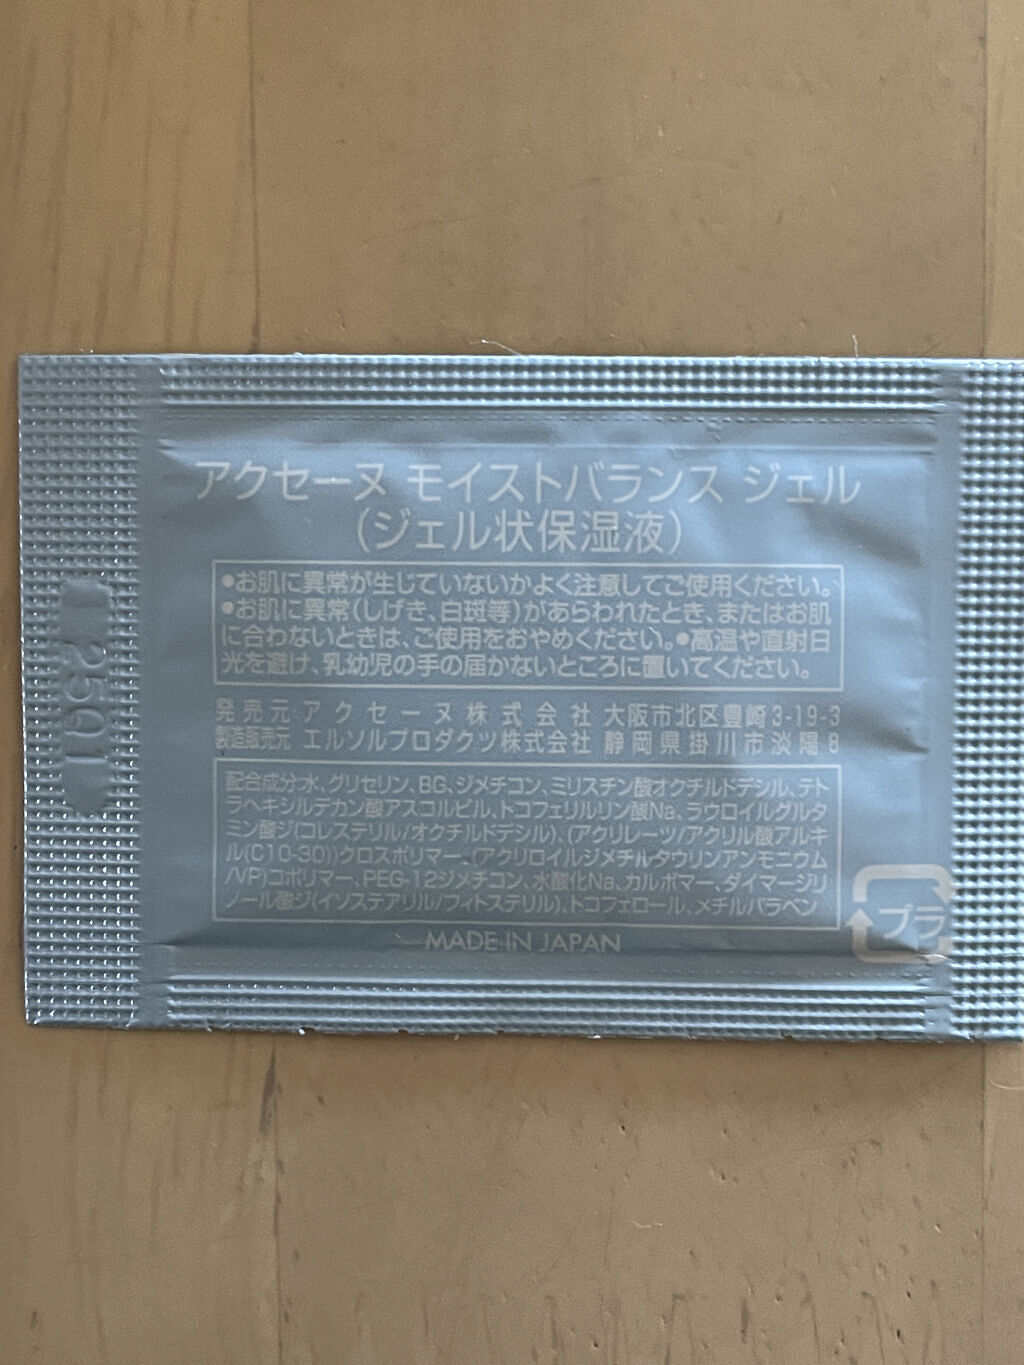 アクセーヌ モイストバランス ジェル
(ジェル状保湿液)
●お肌に異常が生じていないかよく注意してご使用ください。
●お肌に異常(しげき、白斑等)があらわれたとき、またはお肌
に合わないときは、ご使用をおやめください。●高温や直射日
光を避け、乳幼児の手の届かないところに置いてください。
発売元 アクセーヌ株式会社 大阪市北区豊崎3-19-3
製造販売元 エルソルプロダクツ株式会社 静岡県掛川市淡陽8
配合成分水、グリセリン、BG、ジメチコン、ミリスチン酸オクチルドデシル、テト
ラヘキシルデカン酸アスコルビル、トコフェリルリン酸Na、ラウロイルグルタ
ミン酸ジ(コレステリル/オクチルドデシル)、(アクリレーツ/アクリル酸アルキ
ル(C10-30))クロスポリマー、(アクリロイルジメチルタウリンアンモニウム
/VP)コポリマー、PEG-12ジメチコン、水酸化Na、カルボマー、ダイマージリ
ノール酸ジ(イソステアリル/フィトステリル)、トコフェロール、メチルパラベン
MADE IN JAPAN
プラ